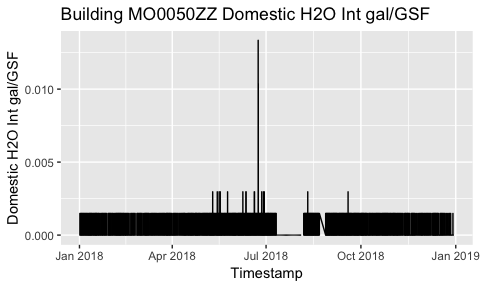 Building MO0050ZZ Domestic H2O Int gal/GSF
Domestic H2O Int gal/GSF
0.010
0.005
0.000
Jan 2018 Apr 2018 Jul 2018 Oct 2018 Jan 2019
Timestamp